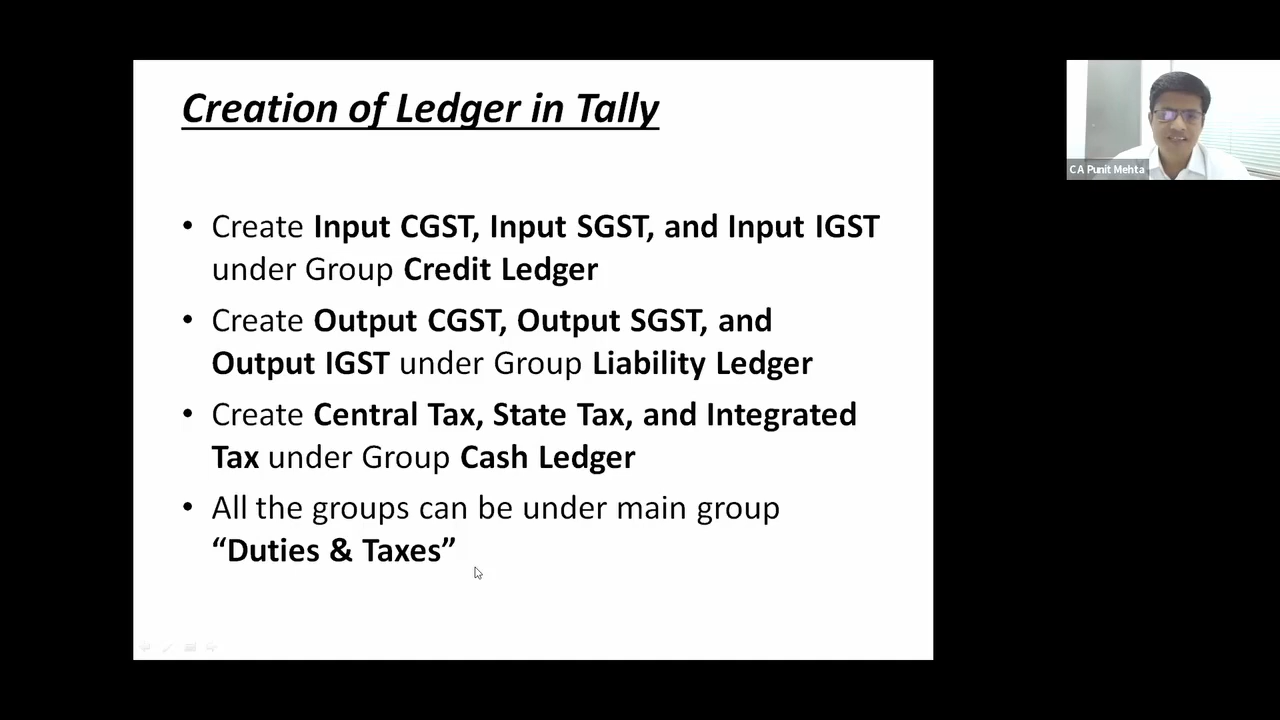 Creation of Ledger in Tally
• Create Input CGST, Input SGST, and Input IGST
under Group Credit Ledger
• Create Output CGST, Output SGST, and
Output IGST under Group Liability Ledger
• Create Central Tax, State Tax, and Integrated
Tax under Group Cash Ledger
• All the groups can be under main group
“Duties & Taxes”
CA Punit Mehta